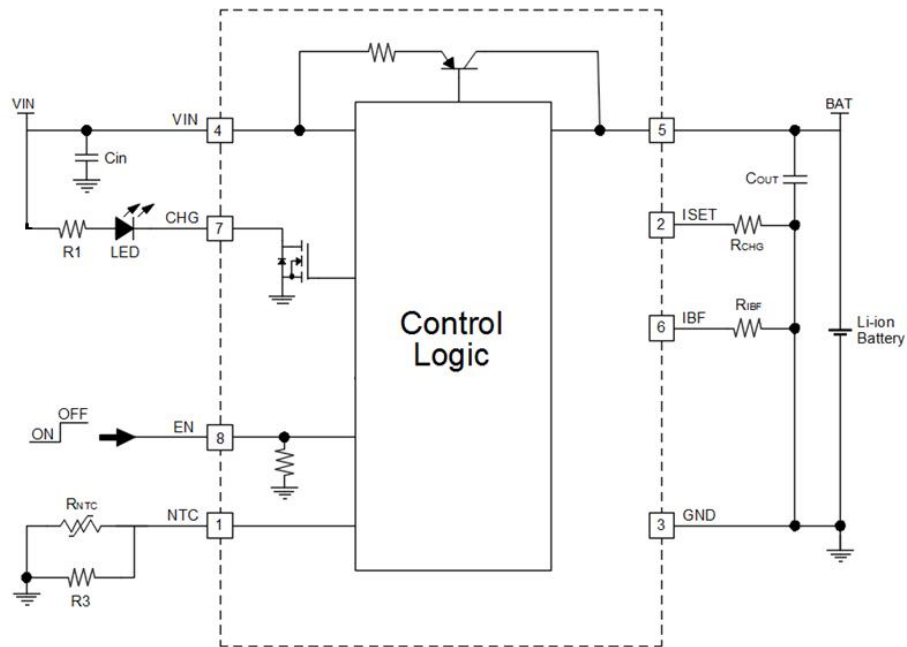 VIN
VIN
4
Cin
R1
LED
CHG
7
OFF
ON
EN
8
RNTC
NTC
1
R3
Control
Logic
5
BAT
COUT
2
ISET
RCHG
6
IBF
RIBF
Li-ion
Battery
3
GND